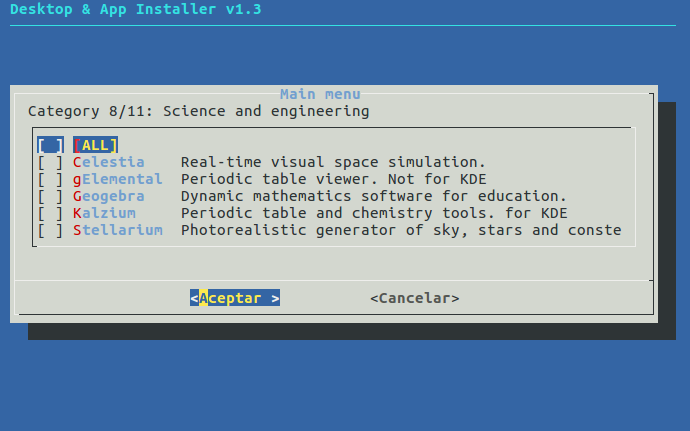 Desktop & App Installer v1.3
Main menu
Category 8/11: Science and engineering
[ ] [ALL]
[ ] Celestia Real-time visual space simulation.
[ ] gElemental Periodic table viewer. Not for KDE
[ ] Geogebra Dynamic mathematics software for education.
[ ] Kalzium Periodic table and chemistry tools. for KDE
[ ] Stellarium Photorealistic generator of sky, stars and conste
<Aceptar > <Cancelar>